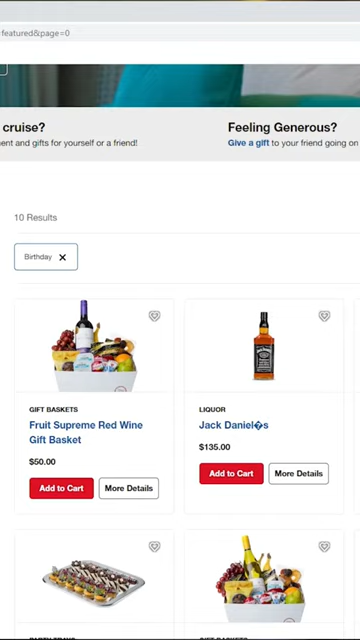 featured&page=0
cruise?
ent and gifts for yourself or a friend!
Feeling Generous?
Give a gift to your friend going on
10 Results
Birthday X
GIFT BASKETS
Fruit Supreme Red Wine
Gift Basket
$50.00
Add to Cart
More Details
LIQUOR
Jack Daniel�s
$135.00
Add to Cart
More Details